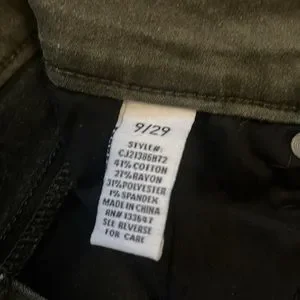 9/29
STYLE#:
CJ21386H72
41% COTTON
27% RAYON
31% POLYESTER
1% SPANDEX
MADE IN CHINA
RN# 133647
SEE REVERSE
FOR CARE